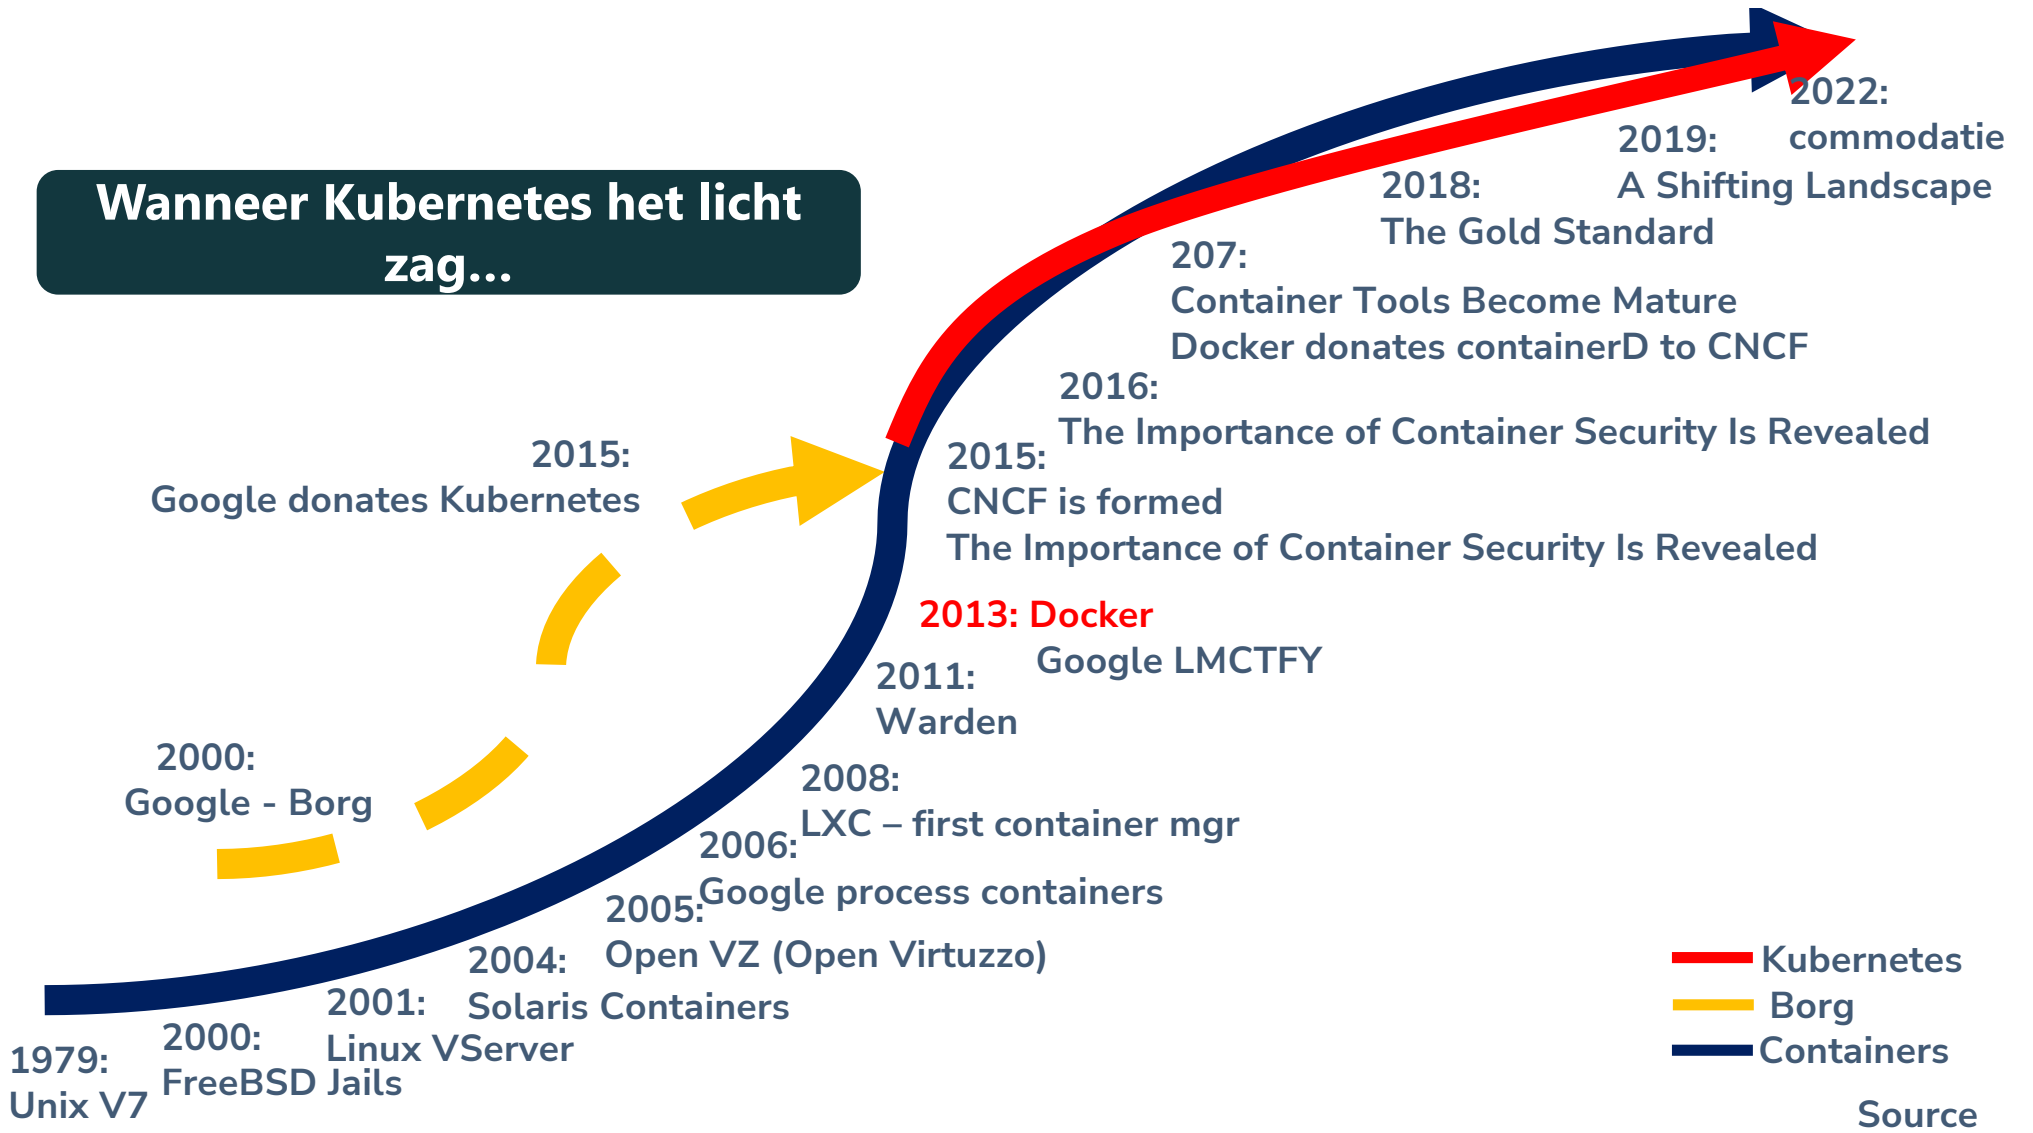 Wanneer Kubernetes het licht
zag...
2022:
commodatie
2019:
A Shifting Landscape
2018:
The Gold Standard
207:
Container Tools Become Mature
Docker donates containerD to CNCF
2016:
The Importance of Container Security Is Revealed
2015:
CNCF is formed
The Importance of Container Security Is Revealed
2015:
Google donates Kubernetes
2013: Docker
Google LMCTFY
2011:
Warden
2000:
Google - Borg
2008:
LXC – first container mgr
2006:
Google process containers
2005:
Open VZ (Open Virtuzzo)
2004:
Solaris Containers
2001:
Linux VServer
2000:
FreeBSD Jails
1979:
Unix V7
Kubernetes
Borg
Containers
Source